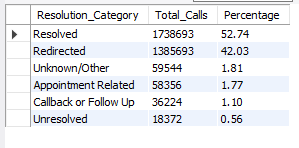 Resolution_Category Total_Calls Percentage
Resolved 1738693 52.74
Redirected 1385693 42.03
Unknown/Other 59544 1.81
Appointment Related 58356 1.77
Callback or Follow Up 36224 1.10
Unresolved 18372 0.56